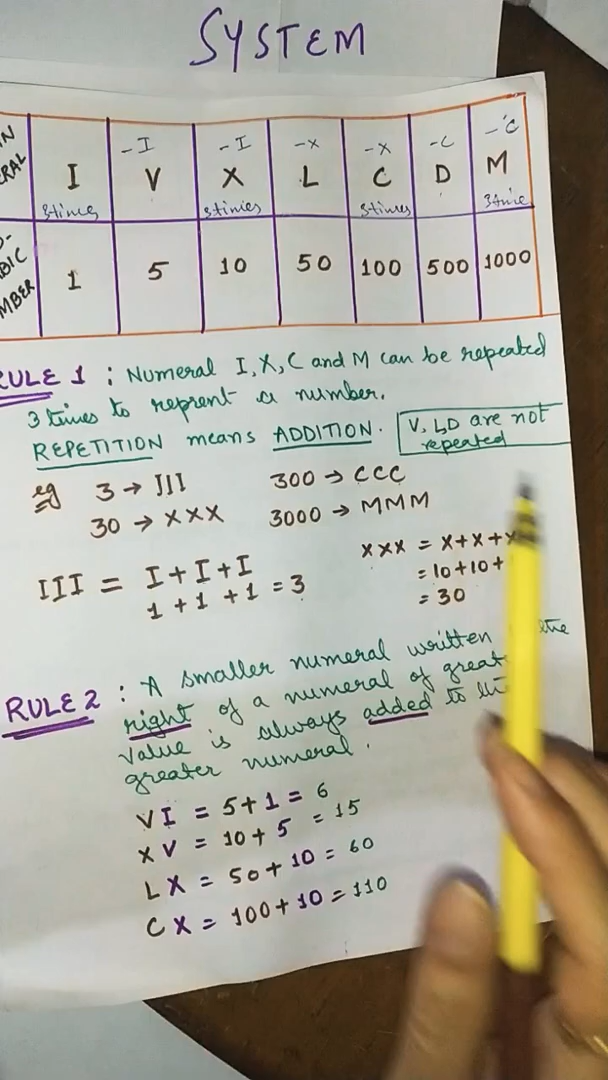 SYSTEM
-I -I -X -X -C -C
I V X L C D M
3times 3times 3times 3time
1 5 10 50 100 500 1000
RULE 1 : Numeral I, X, C and M can be repeated
3 times to reprent a number.
REPETITION means ADDITION.
V, L D are not
repeated
eg 3 → III 300 → CCC
30 → XXX 3000 → MMM
III = I + I + I
1 + 1 + 1 = 3
XXX = X + X + X
= 10 + 10 +
= 30
RULE 2 : A smaller numeral written the
right of a numeral of great
value is always added to
greater numeral.
VI = 5 + 1 = 6
XV = 10 + 5 = 15
LX = 50 + 10 = 60
CX = 100 + 10 = 110